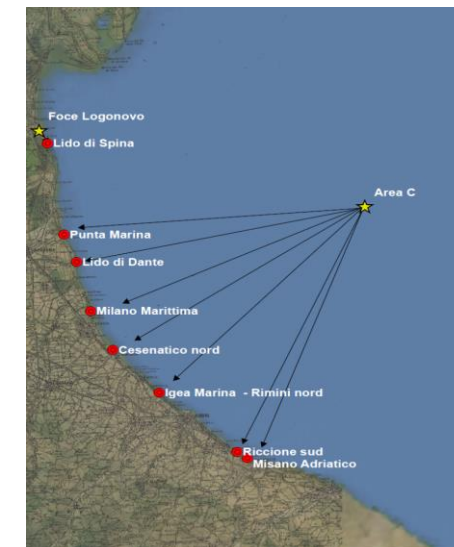 Foce Logonovo
Lido di Spina
Area C
Punta Marina
Lido di Dante
Milano Marittima
Cesenatico nord
Igea Marina - Rimini nord
Riccione sud
Misano Adriatico